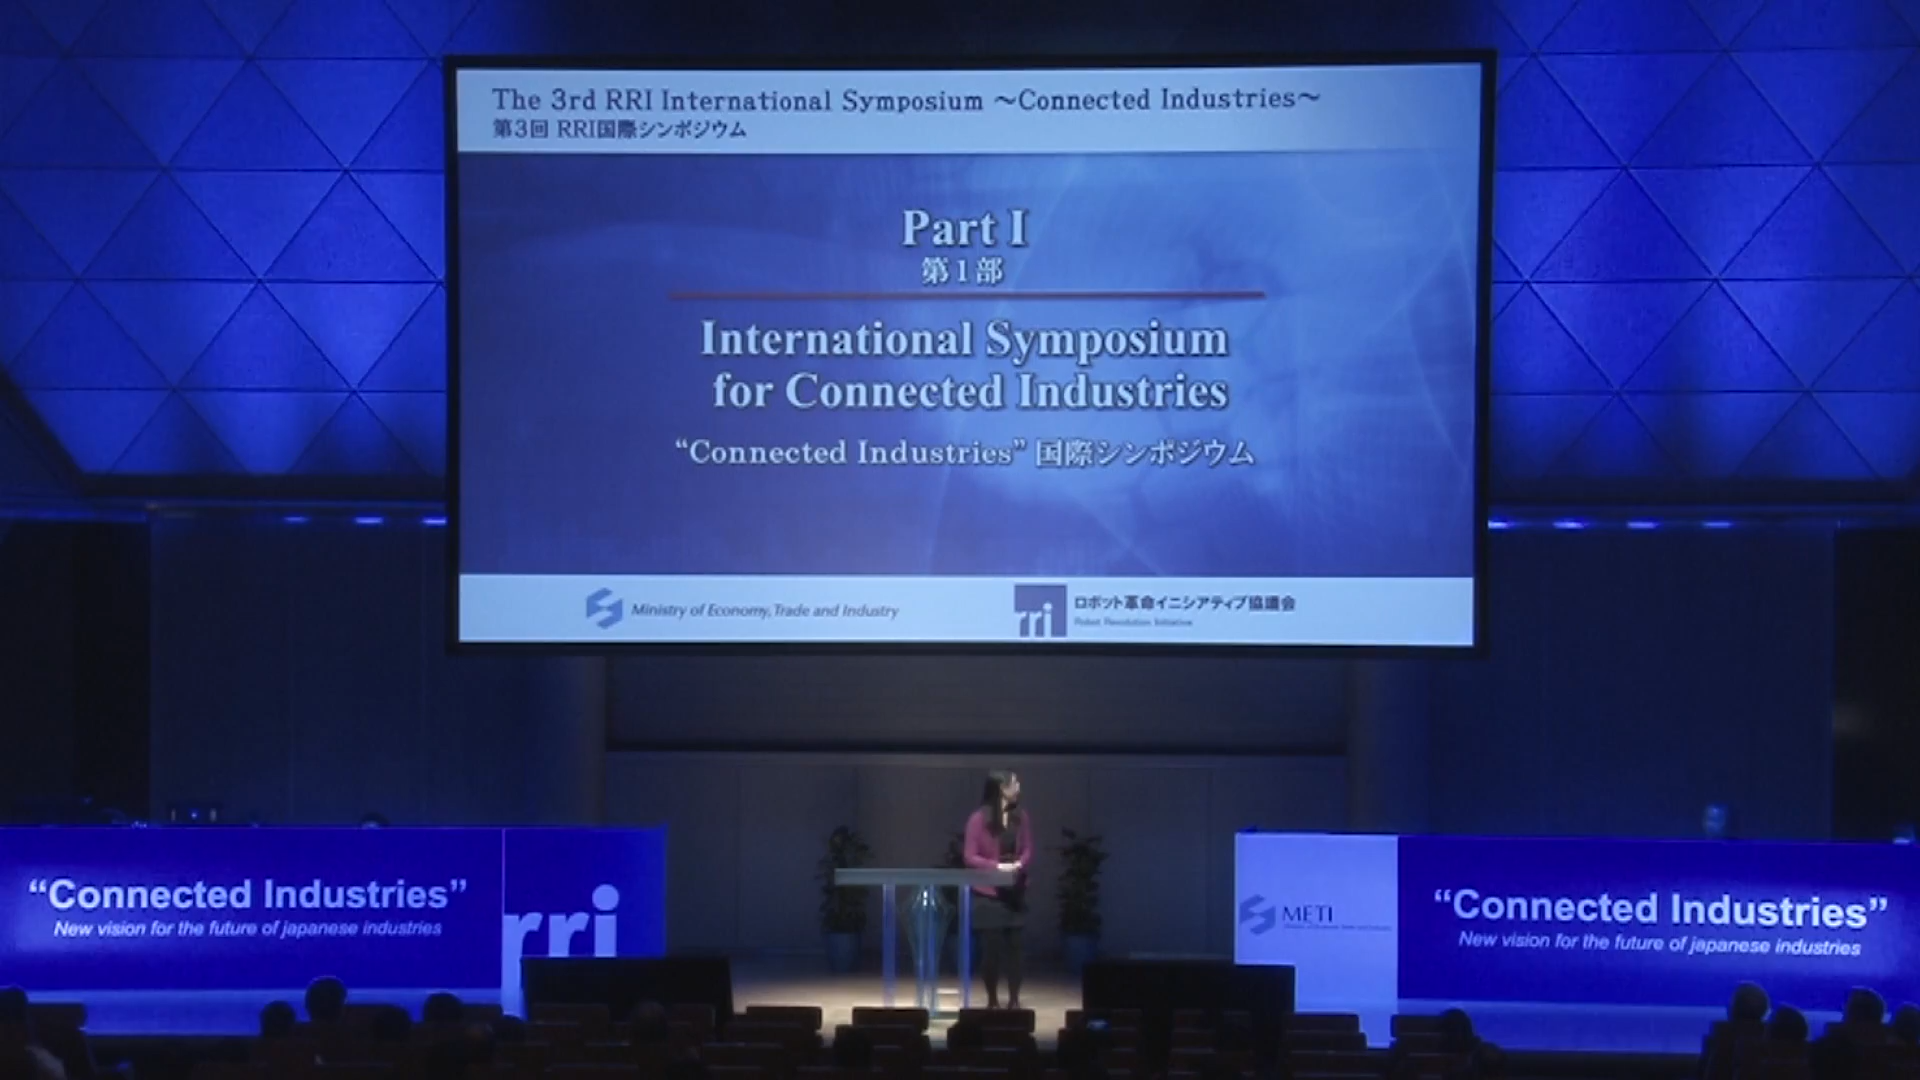 The 3rd RRI International Symposium ～Connected Industries～
第3回 RRI国際シンポジウム
Part I
第1部
International Symposium
for Connected Industries
“Connected Industries” 国際シンポジウム
Ministry of Economy, Trade and Industry
rri
ロボット革命イニシアティブ協議会
Robot Revolution Initiative
“Connected Industries”
New vision for the future of japanese industries
rri
METI
“Connected Industries”
New vision for the future of japanese industries